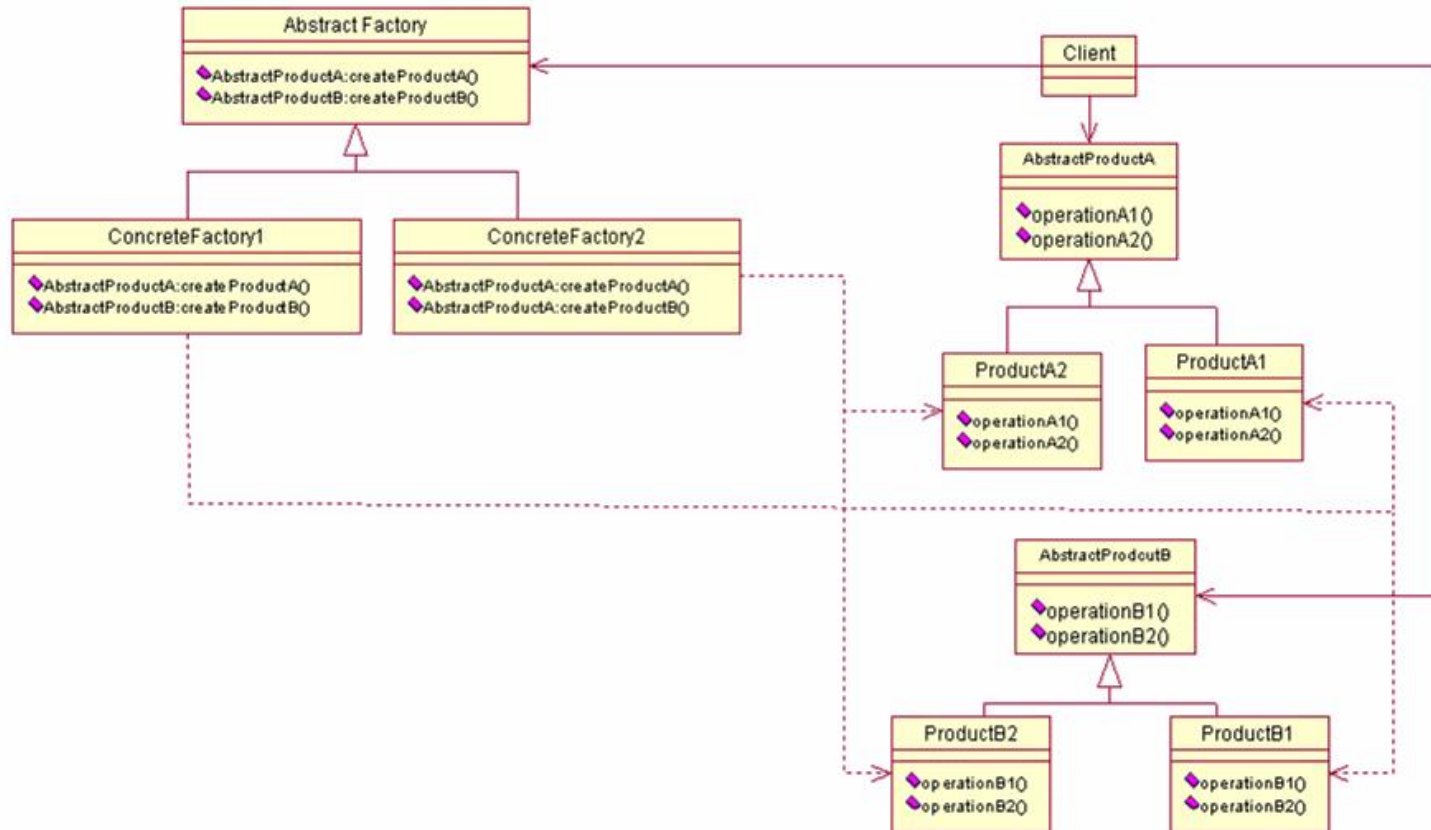 Abstract Factory
AbstractProductA:createProductA()
AbstractProductB:createProductB()
Client
AbstractProductA
operationA1()
operationA2()
ConcreteFactory1
AbstractProductA:createProductA()
AbstractProductB:createProductB()
ConcreteFactory2
AbstractProductA:createProductA()
AbstractProductA:createProductB()
ProductA2
operationA1()
operationA2()
ProductA1
operationA1()
operationA2()
AbstractProdcutB
operationB1()
operationB2()
ProductB2
operationB1()
operationB2()
ProductB1
operationB1()
operationB2()